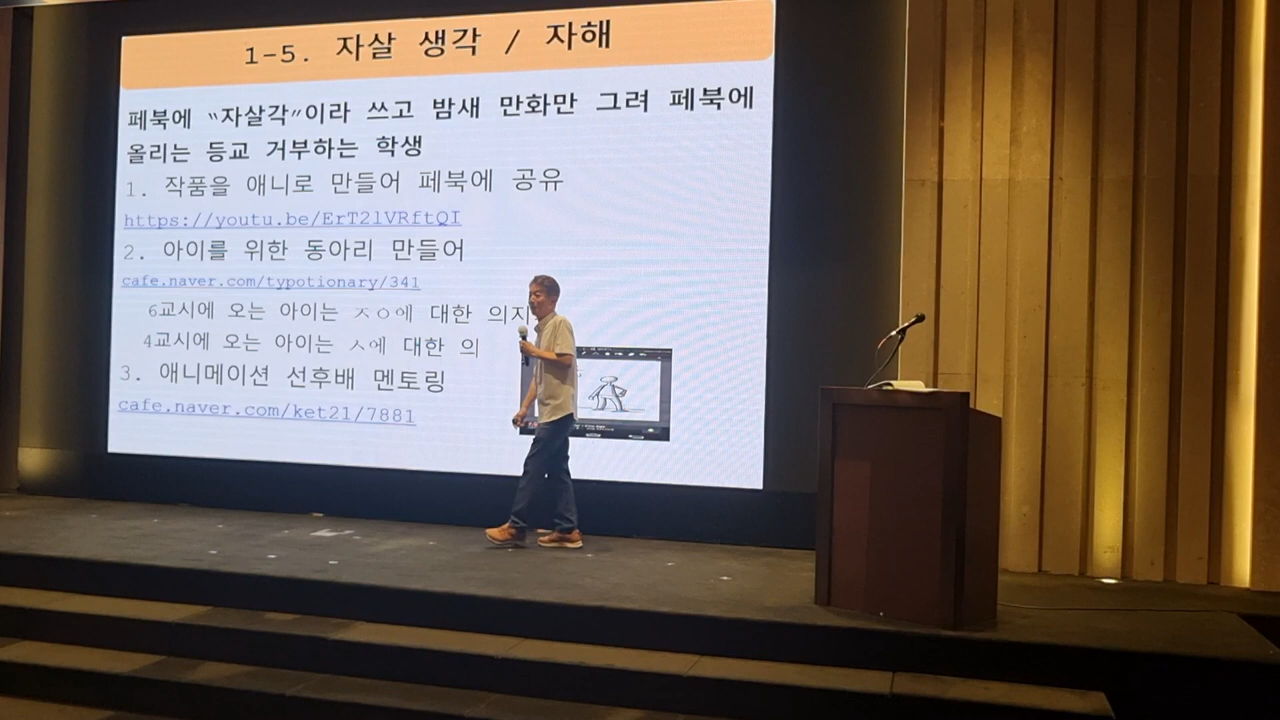 1-5. 자살 생각 / 자해
페북에 "자살각"이라 쓰고 밤새 만화만 그려 페북에
올리는 등교 거부하는 학생
1. 작품을 애니로 만들어 페북에 공유
https://youtu.be/ErT2lVRftQI
2. 아이를 위한 동아리 만들어
cafe.naver.com/typotionary/341
6교시에 오는 아이는 ㅈㅇ에 대한 의지
4교시에 오는 아이는 ㅅ에 대한 의
3. 애니메이션 선후배 멘토링
cafe.naver.com/ket21/7881